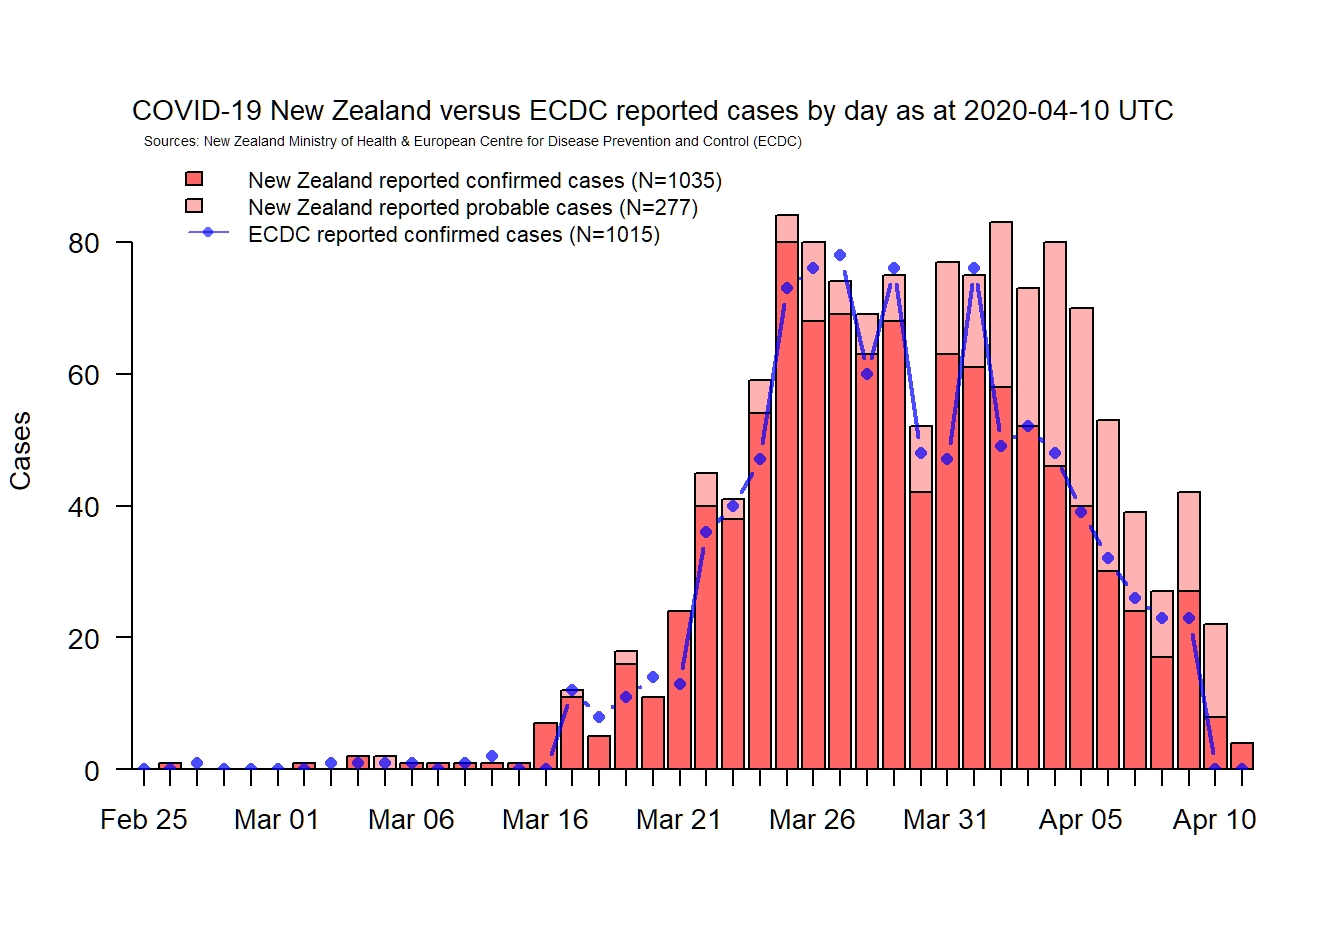 COVID-19 New Zealand versus ECDC reported cases by day as at 2020-04-10 UTC
Sources: New Zealand Ministry of Health & European Centre for Disease Prevention and Control (ECDC)
New Zealand reported confirmed cases (N=1035)
New Zealand reported probable cases (N=277)
ECDC reported confirmed cases (N=1015)
80
60
40
20
0
Cases
Feb 25 Mar 01 Mar 06 Mar 16 Mar 21 Mar 26 Mar 31 Apr 05 Apr 10